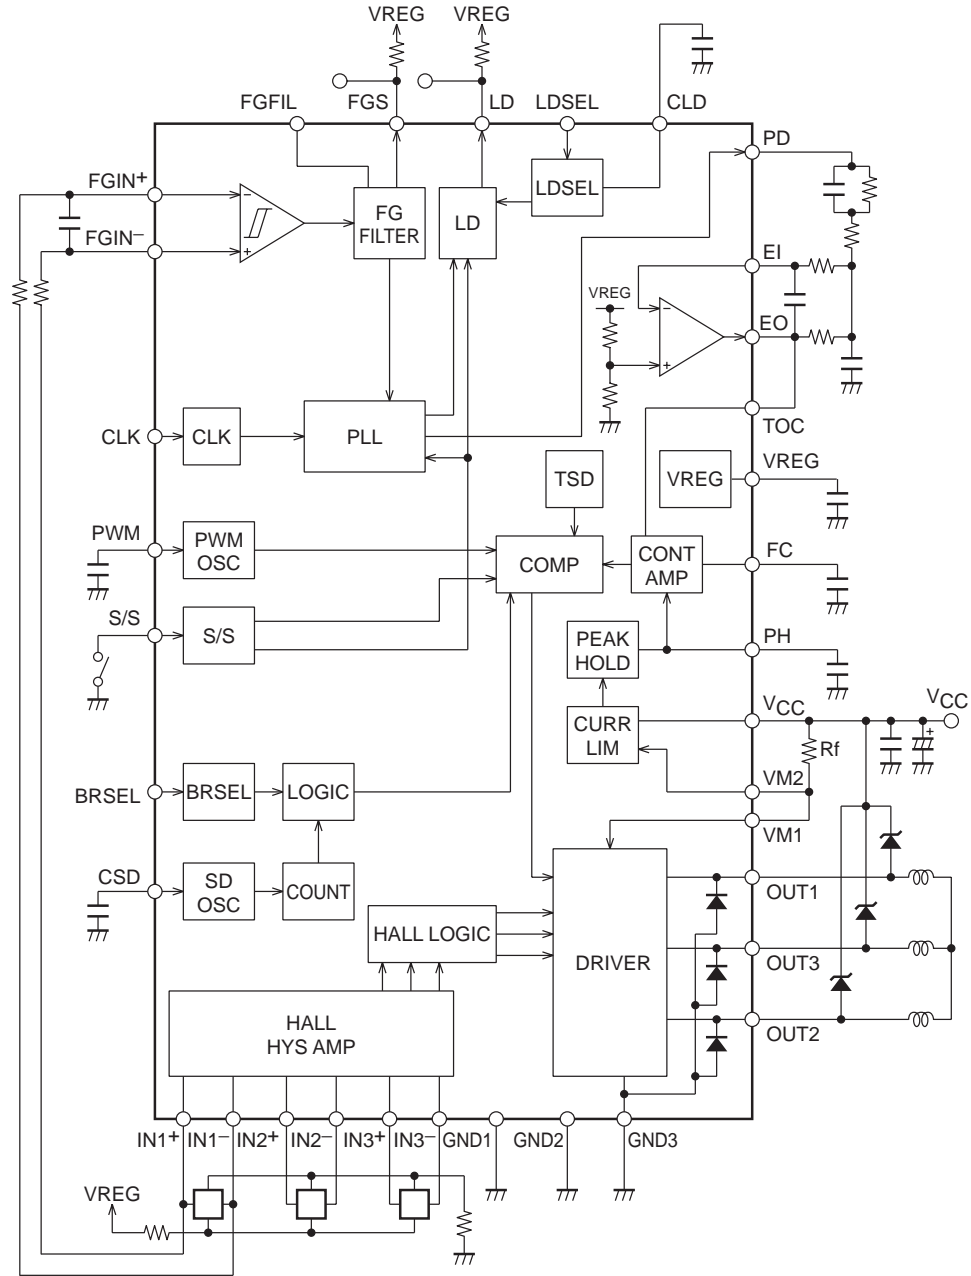 VREG VREG
FGFIL FGS LD LDSEL CLD
PD
FGIN+
LDSEL
FG
FILTER
LD
FGIN−
− +
EI
VREG
− +
EO
TOC
CLK CLK PLL
VREG
TSD VREG
PWM
PWM
OSC
COMP
CONT
AMP
FC
S/S
S/S
PEAK
HOLD
PH
VCC
VCC
CURR
LIM
+
Rf
VM2
BRSEL BRSEL LOGIC
VM1
CSD
SD
OSC
COUNT
OUT1
HALL LOGIC
DRIVER
OUT3
HALL
HYS AMP
OUT2
IN1+ IN1− IN2+ IN2− IN3+ IN3− GND1 GND2 GND3
VREG